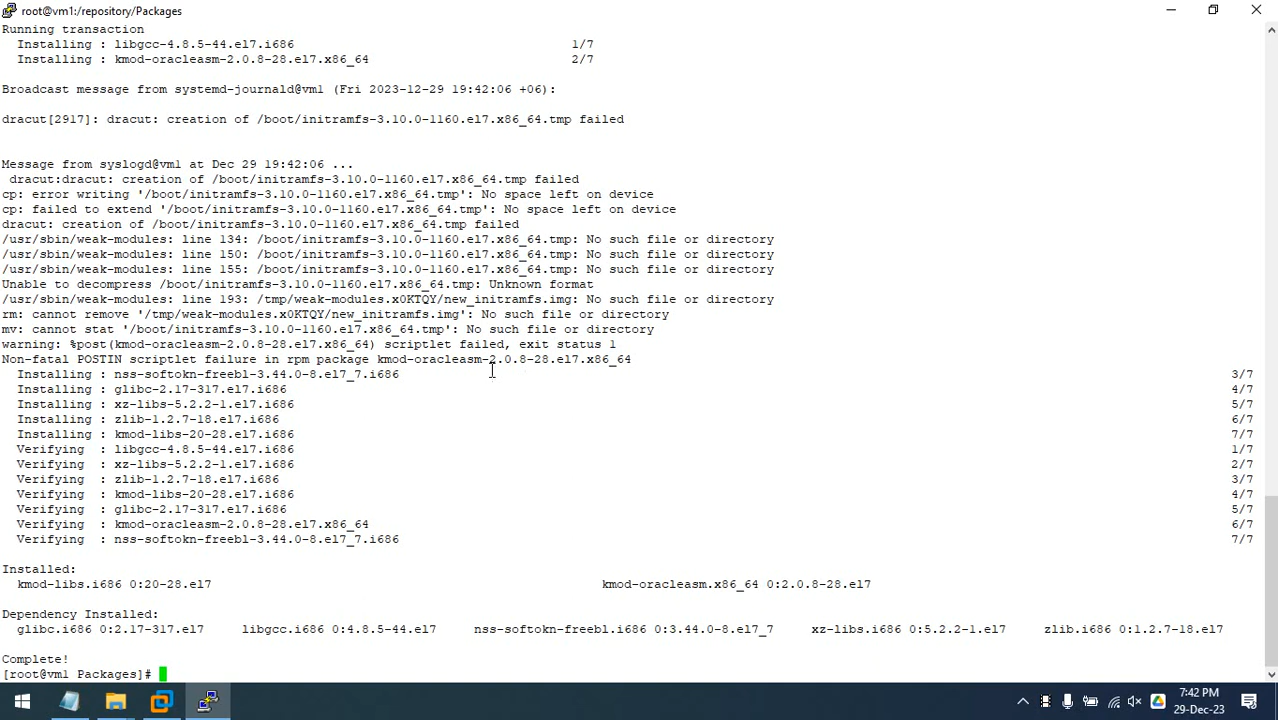 root@vm1:/repository/Packages
Running transaction
  Installing : libgcc-4.8.5-44.el7.i686                                     1/7
  Installing : kmod-oracleasm-2.0.8-28.el7.x86_64                           2/7
Broadcast message from systemd-journald@vm1 (Fri 2023-12-29 19:42:06 +06):
dracut[2917]: dracut: creation of /boot/initramfs-3.10.0-1160.el7.x86_64.tmp failed
Message from syslogd@vm1 at Dec 29 19:42:06 ...
 dracut:dracut: creation of /boot/initramfs-3.10.0-1160.el7.x86_64.tmp failed
cp: error writing '/boot/initramfs-3.10.0-1160.el7.x86_64.tmp': No space left on device
cp: failed to extend '/boot/initramfs-3.10.0-1160.el7.x86_64.tmp': No space left on device
dracut: creation of /boot/initramfs-3.10.0-1160.el7.x86_64.tmp failed
/usr/sbin/weak-modules: line 134: /boot/initramfs-3.10.0-1160.el7.x86_64.tmp: No such file or directory
/usr/sbin/weak-modules: line 150: /boot/initramfs-3.10.0-1160.el7.x86_64.tmp: No such file or directory
/usr/sbin/weak-modules: line 155: /boot/initramfs-3.10.0-1160.el7.x86_64.tmp: No such file or directory
Unable to decompress /boot/initramfs-3.10.0-1160.el7.x86_64.tmp: Unknown format
/usr/sbin/weak-modules: line 193: /tmp/weak-modules.x0KTQY/new_initramfs.img: No such file or directory
rm: cannot remove '/tmp/weak-modules.x0KTQY/new_initramfs.img': No such file or directory
mv: cannot stat '/boot/initramfs-3.10.0-1160.el7.x86_64.tmp': No such file or directory
warning: %post(kmod-oracleasm-2.0.8-28.el7.x86_64) scriptlet failed, exit status 1
Non-fatal POSTIN scriptlet failure in rpm package kmod-oracleasm-2.0.8-28.el7.x86_64
  Installing : nss-softokn-freebl-3.44.0-8.el7_7.i686 3/7
  Installing : glibc-2.17-317.el7.i686 4/7
  Installing : xz-libs-5.2.2-1.el7.i686 5/7
  Installing : zlib-1.2.7-18.el7.i686 6/7
  Installing : kmod-libs-20-28.el7.i686 7/7
  Verifying  : libgcc-4.8.5-44.el7.i686 1/7
  Verifying  : xz-libs-5.2.2-1.el7.i686 2/7
  Verifying  : zlib-1.2.7-18.el7.i686 3/7
  Verifying  : kmod-libs-20-28.el7.i686 4/7
  Verifying  : glibc-2.17-317.el7.i686 5/7
  Verifying  : kmod-oracleasm-2.0.8-28.el7.x86_64 6/7
  Verifying  : nss-softokn-freebl-3.44.0-8.el7_7.i686 7/7
Installed:
  kmod-libs.i686 0:20-28.el7 kmod-oracleasm.x86_64 0:2.0.8-28.el7
Dependency Installed:
  glibc.i686 0:2.17-317.el7 libgcc.i686 0:4.8.5-44.el7 nss-softokn-freebl.i686 0:3.44.0-8.el7_7 xz-libs.i686 0:5.2.2-1.el7 zlib.i686 0:1.2.7-18.el7
Complete!
[root@vm1 Packages]#
7:42 PM
29-Dec-23